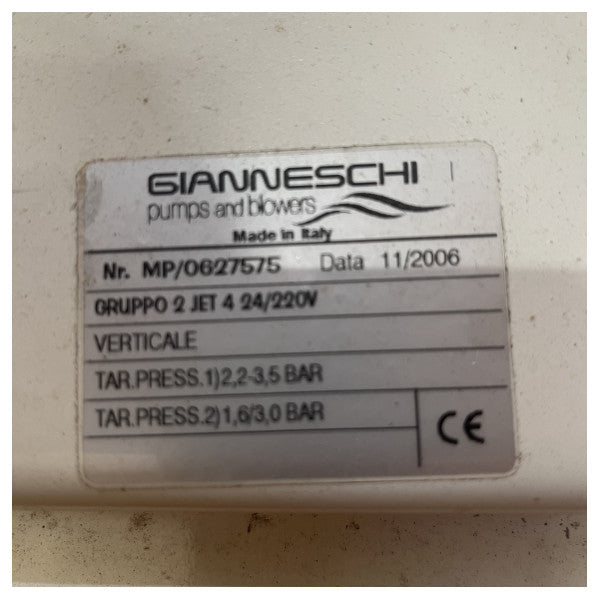 GIANNESCHI
pumps and blowers
Made in Italy
Nr. MP/0627575 Data 11/2006
GRUPPO 2 JET 4 24/220V
VERTICALE
TAR.PRESS.1)2,2-3,5 BAR
TAR.PRESS.2)1,6/3,0 BAR
CE